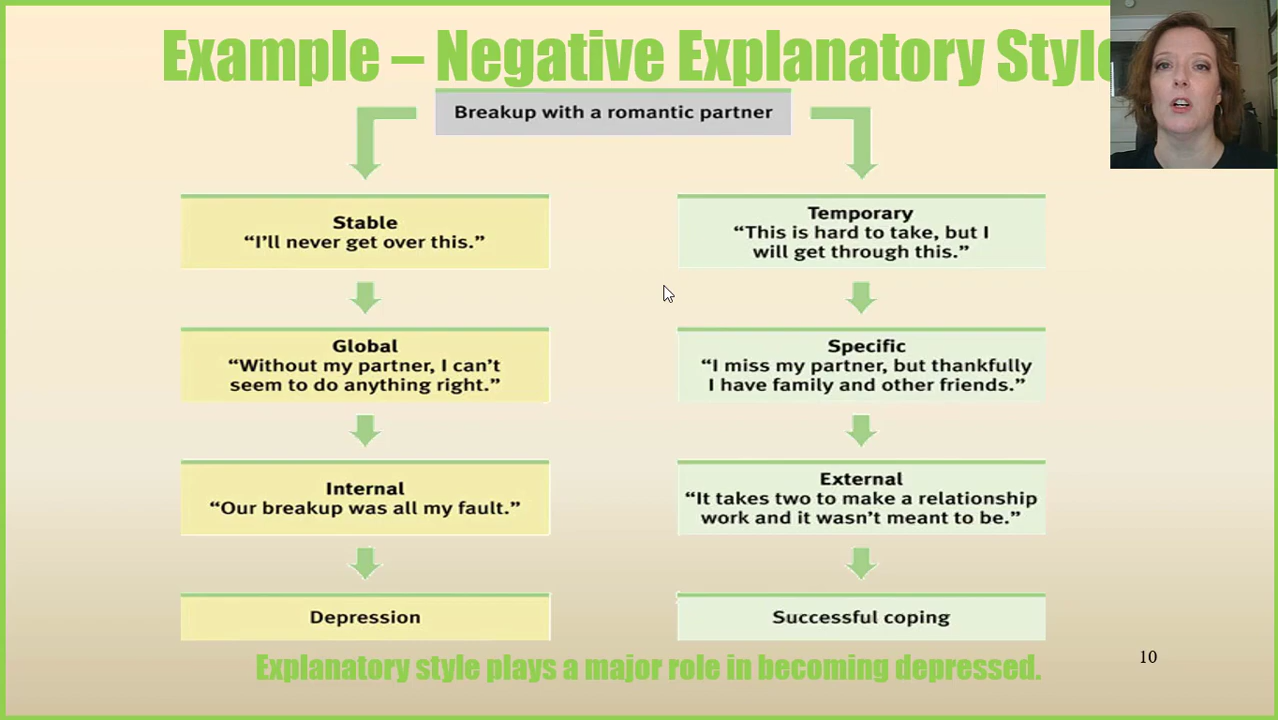 Example – Negative Explanatory Style
Breakup with a romantic partner
Stable
“I’ll never get over this.”
Global
“Without my partner, I can’t
seem to do anything right.”
Internal
“Our breakup was all my fault.”
Depression
Temporary
“This is hard to take, but I
will get through this.”
Specific
“I miss my partner, but thankfully
I have family and other friends.”
External
“It takes two to make a relationship
work and it wasn’t meant to be.”
Successful coping
Explanatory style plays a major role in becoming depressed.
10